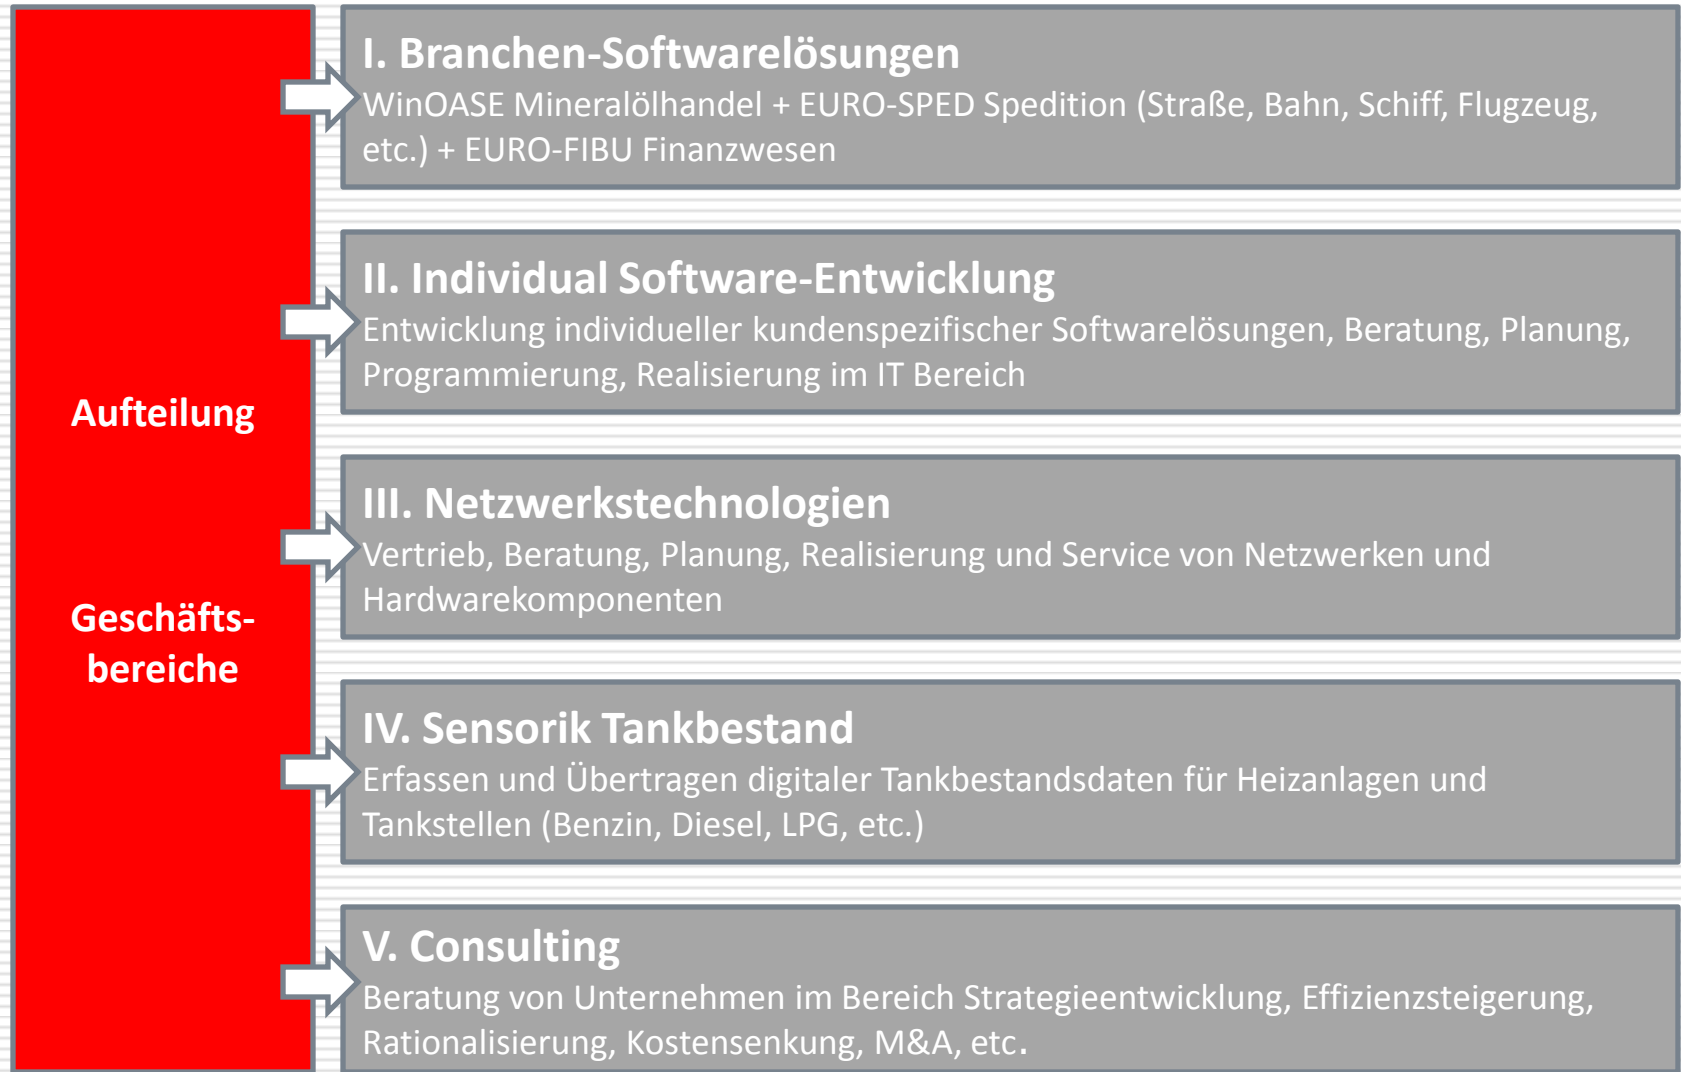 Aufteilung
Geschäfts-
bereiche
I. Branchen-Softwarelösungen
WinOASE Mineralölhandel + EURO-SPED Spedition (Straße, Bahn, Schiff, Flugzeug,
etc.) + EURO-FIBU Finanzwesen
II. Individual Software-Entwicklung
Entwicklung individueller kundenspezifischer Softwarelösungen, Beratung, Planung,
Programmierung, Realisierung im IT Bereich
III. Netzwerkstechnologien
Vertrieb, Beratung, Planung, Realisierung und Service von Netzwerken und
Hardwarekomponenten
IV. Sensorik Tankbestand
Erfassen und Übertragen digitaler Tankbestandsdaten für Heizanlagen und
Tankstellen (Benzin, Diesel, LPG, etc.)
V. Consulting
Beratung von Unternehmen im Bereich Strategieentwicklung, Effizienzsteigerung,
Rationalisierung, Kostensenkung, M&A, etc.